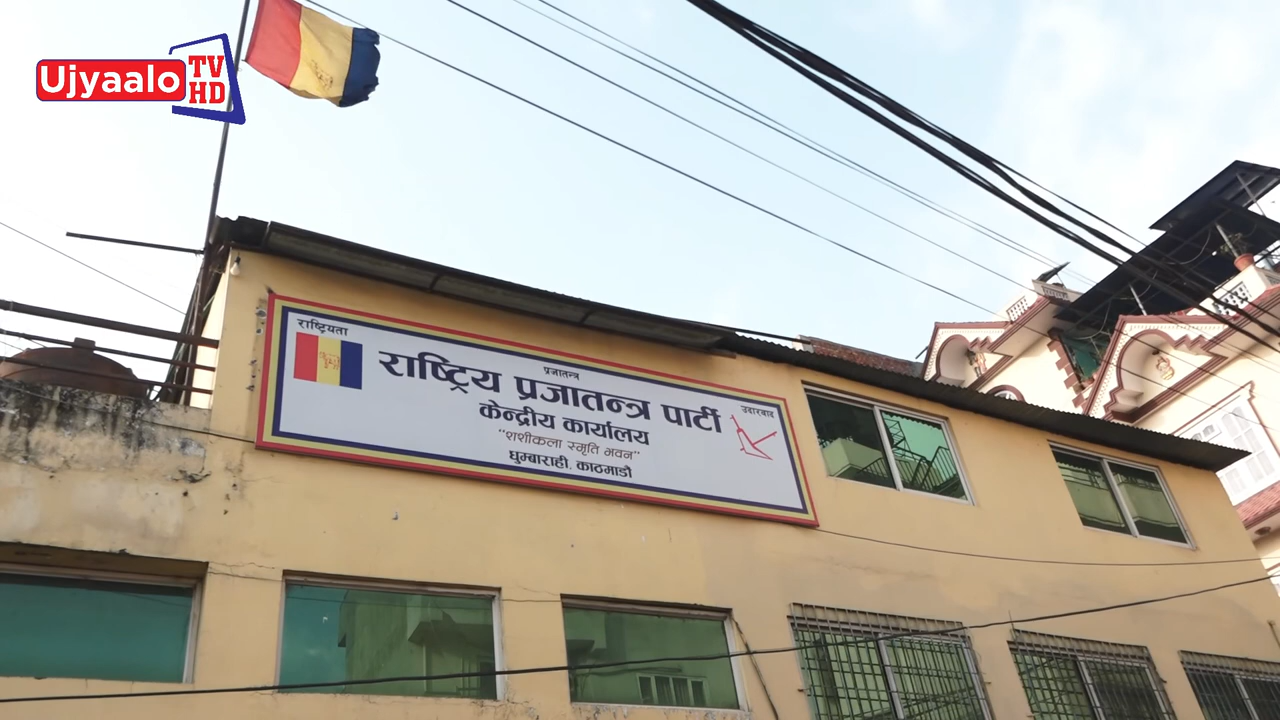 Ujyaalo TV HD
राष्ट्रियता
प्रजातन्त्र
उदारवाद
राष्ट्रिय प्रजातन्त्र पार्टी
केन्द्रीय कार्यालय
"शशीकला स्मृति भवन"
धुम्बाराही, काठमाडौं